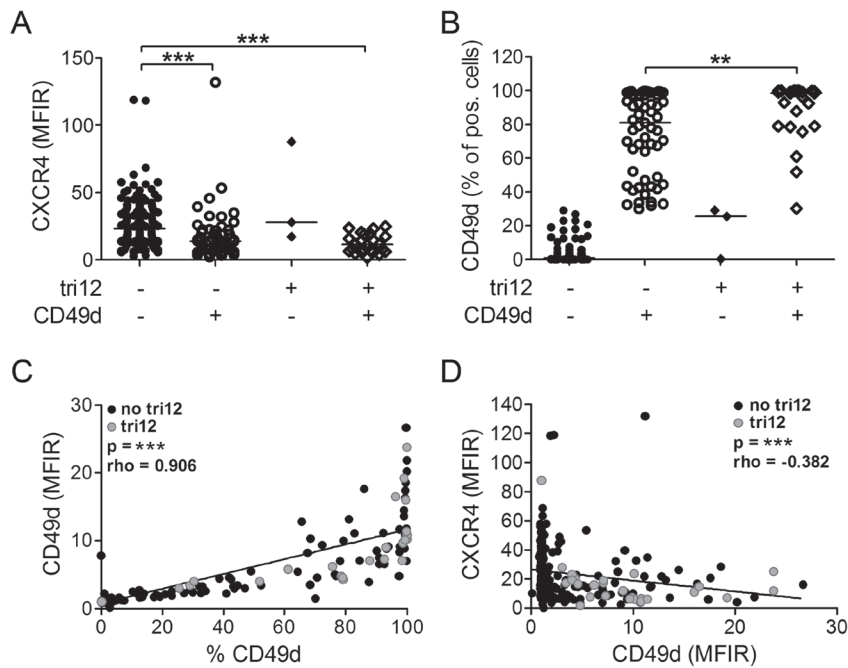 A
CXCR4 (MFIR)
150
100
50
0
***
***
tri12 - - + +
CD49d - + - +
B
CD49d (% of pos. cells)
120
100
80
60
40
20
0
**
tri12 - - + +
CD49d - + - +
C
CD49d (MFIR)
30
20
10
0
no tri12
tri12
p = ***
rho = 0.906
0 20 40 60 80 100
% CD49d
D
CXCR4 (MFIR)
140
120
100
80
60
40
20
0
no tri12
tri12
p = ***
rho = -0.382
0 10 20 30
CD49d (MFIR)